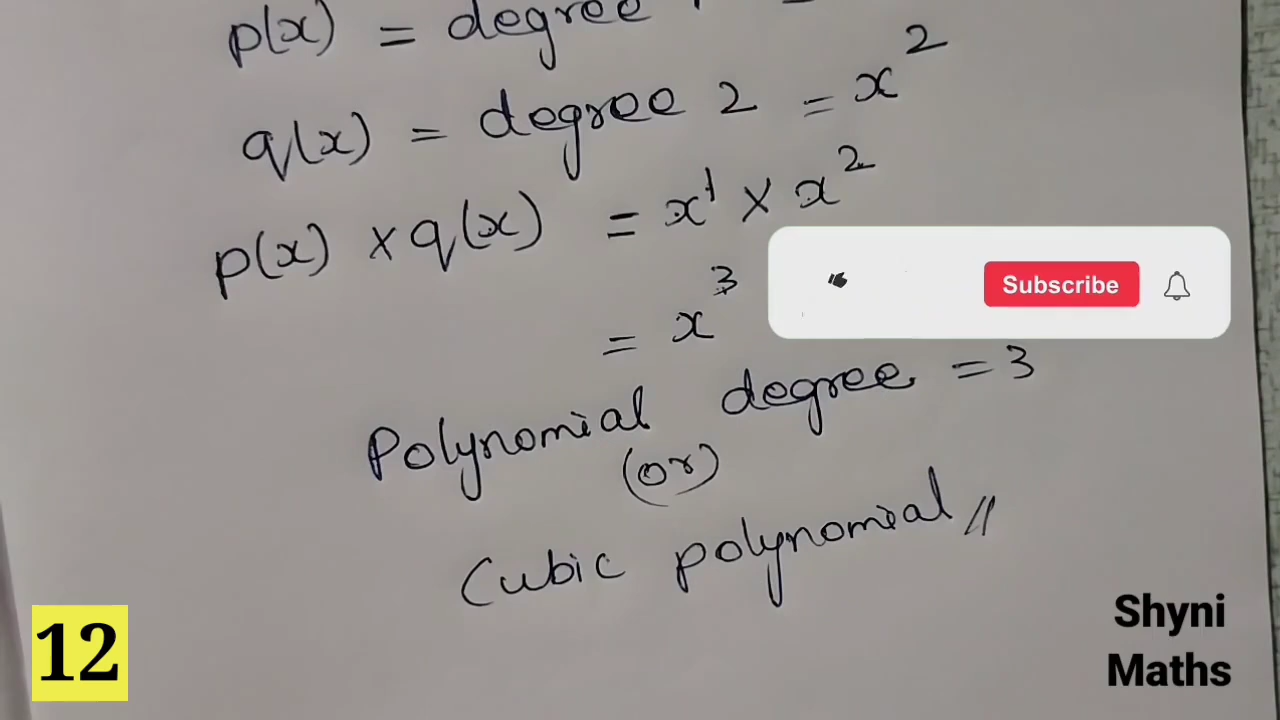 p(x) = degree
q(x) = degree 2 = x²
p(x) × q(x) = x¹ × x²
= x³
Subscribe
Polynomial degree = 3
(or)
Cubic polynomial //
12
Shyni
Maths